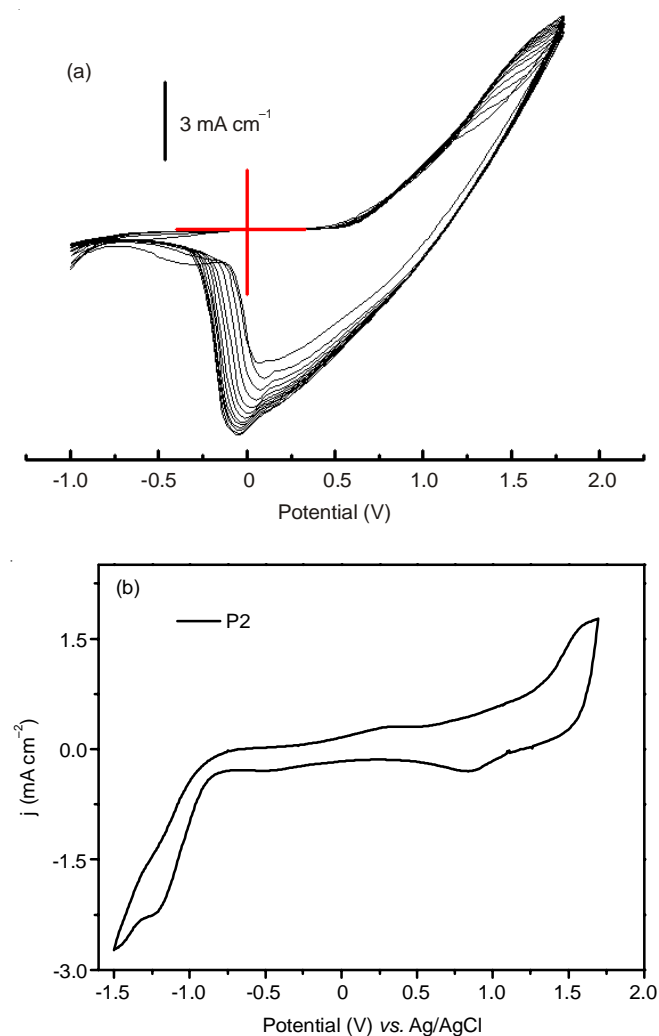 (a)
3 mA cm⁻¹
-1.0 -0.5 0 0.5 1.0 1.5 2.0
Potential (V)
(b)
P2
1.5
0.0
-1.5
-3.0
j (mA cm⁻²)
-1.5 -1.0 -0.5 0 0.5 1.0 1.5 2.0
Potential (V) vs. Ag/AgCl